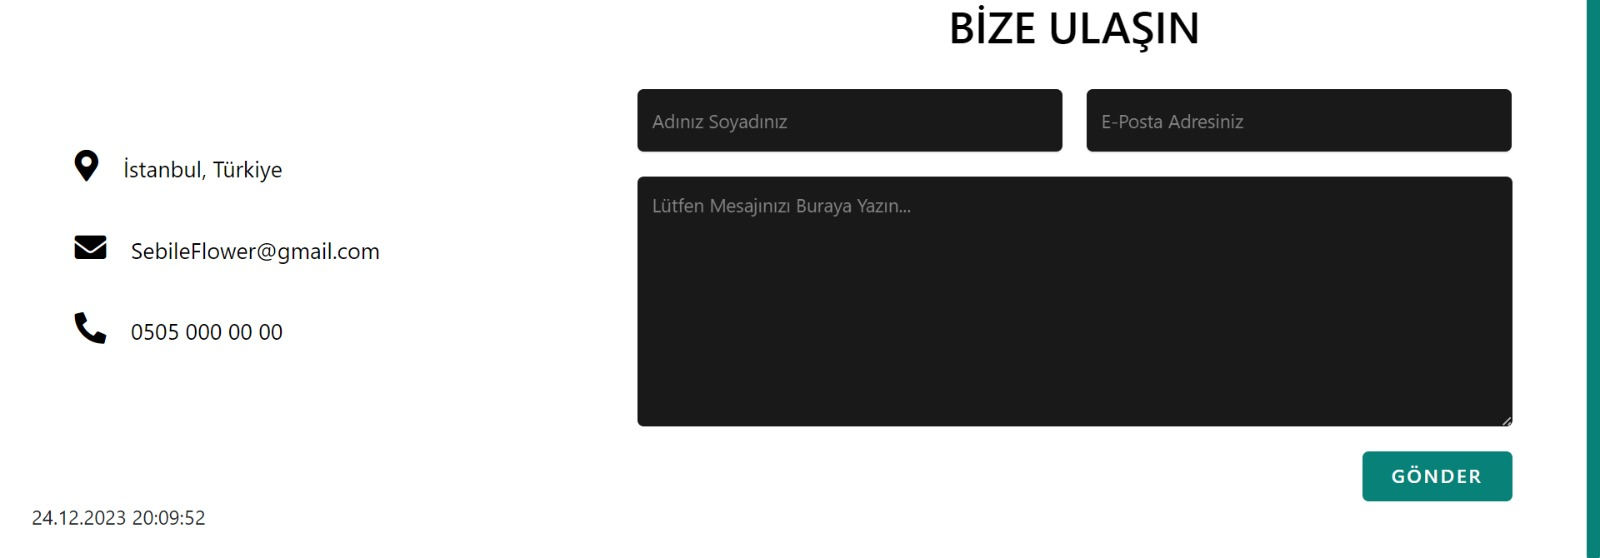 BİZE ULAŞIN
Adınız Soyadınız
E-Posta Adresiniz
Lütfen Mesajınızı Buraya Yazın...
İstanbul, Türkiye
SebileFlower@gmail.com
0505 000 00 00
GÖNDER
24.12.2023 20:09:52